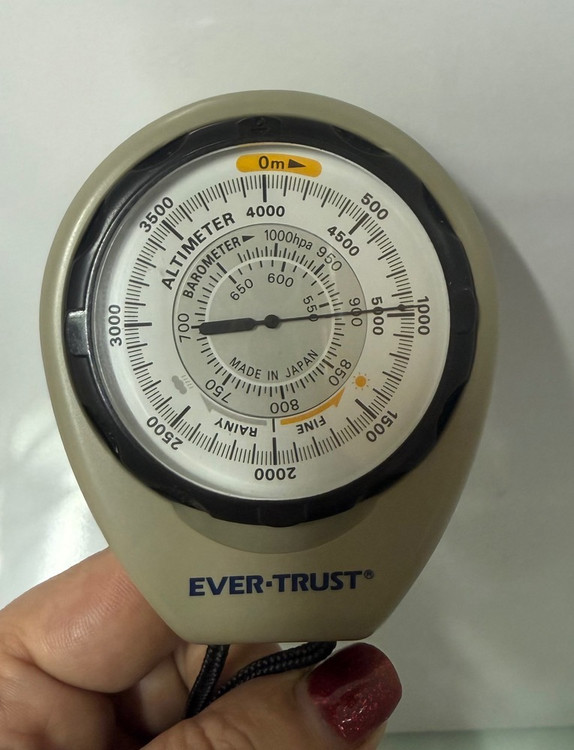 0m
500
1000
1500
2000
2500
3000
3500
4000
4500
5000
ALTIMETER
BAROMETER
1000hpa
950
900
850
800
750
700
650
600
550
MADE IN JAPAN
RAINY
FINE
EVER-TRUST®